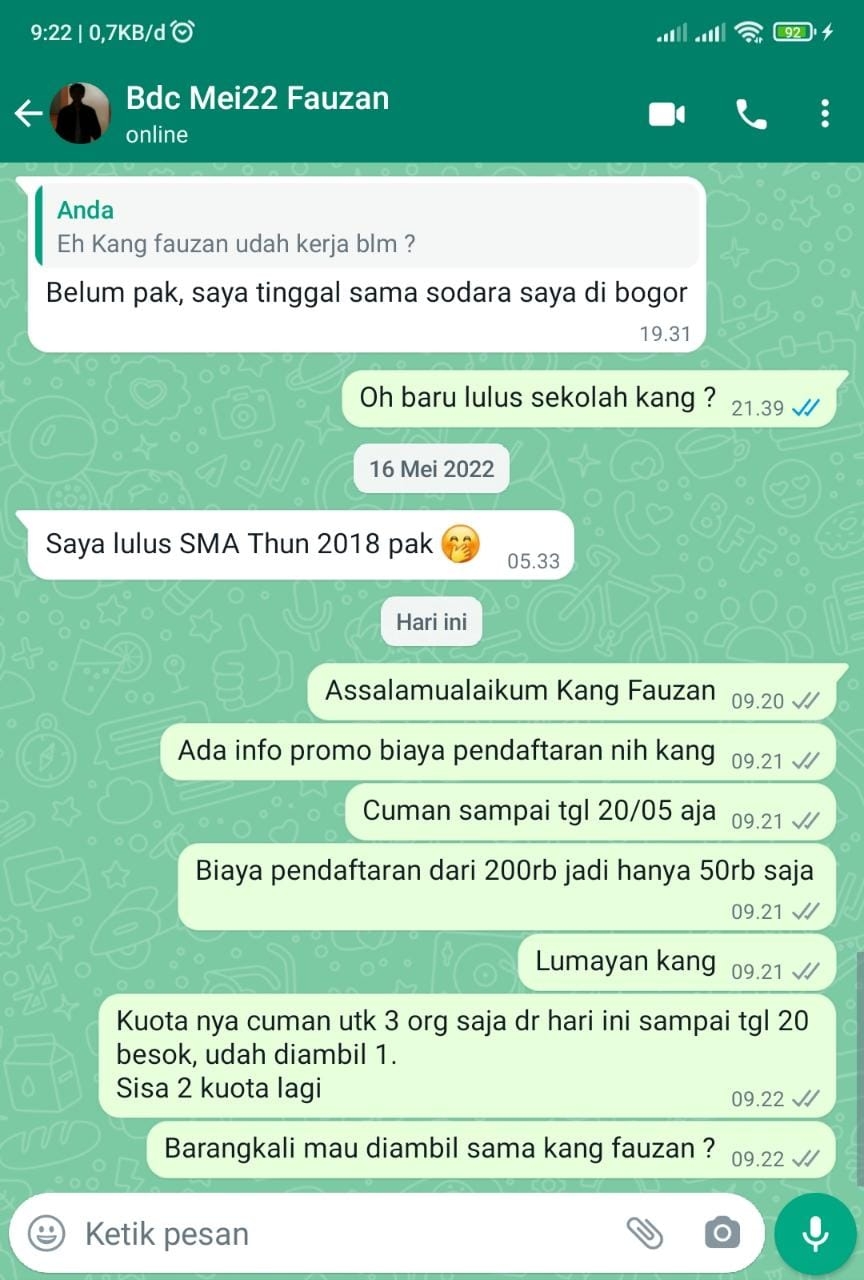 9:22 | 0,7KB/d
92
Bdc Mei22 Fauzan
online
Anda
Eh Kang fauzan udah kerja blm ?
Belum pak, saya tinggal sama sodara saya di bogor
19.31
Oh baru lulus sekolah kang ? 21.39
16 Mei 2022
Saya lulus SMA Thun 2018 pak 🤭 05.33
Hari ini
Assalamualaikum Kang Fauzan 09.20
Ada info promo biaya pendaftaran nih kang 09.21
Cuman sampai tgl 20/05 aja 09.21
Biaya pendaftaran dari 200rb jadi hanya 50rb saja
09.21
Lumayan kang 09.21
Kuota nya cuman utk 3 org saja dr hari ini sampai tgl 20
besok, udah diambil 1.
Sisa 2 kuota lagi
09.22
Barangkali mau diambil sama kang fauzan ? 09.22
Ketik pesan